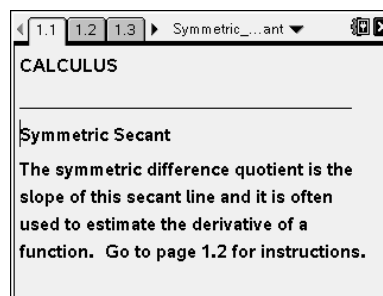 1.1 1.2 1.3 Symmetric_...ant
CALCULUS
Symmetric Secant
The symmetric difference quotient is the
slope of this secant line and it is often
used to estimate the derivative of a
function. Go to page 1.2 for instructions.